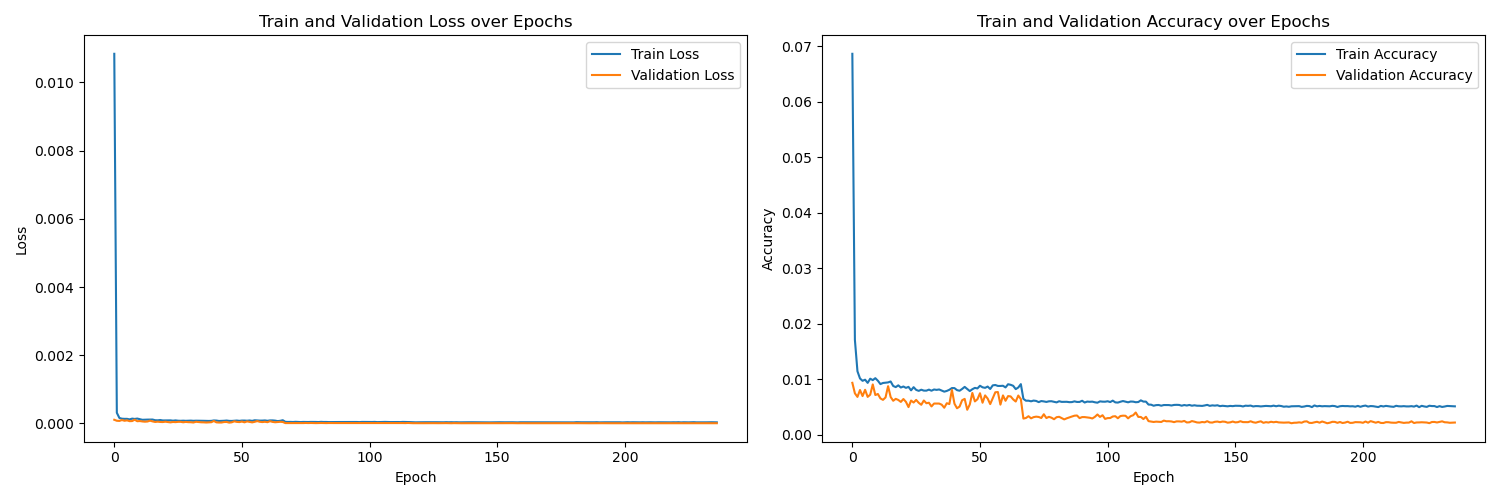 Train and Validation Loss over Epochs
Train Loss
Validation Loss
0.010
0.008
0.006
0.004
0.002
0.000
Loss
0
50
100
150
200
Epoch
Train and Validation Accuracy over Epochs
Train Accuracy
Validation Accuracy
0.07
0.06
0.05
0.04
0.03
0.02
0.01
0.00
Accuracy
0
50
100
150
200
Epoch